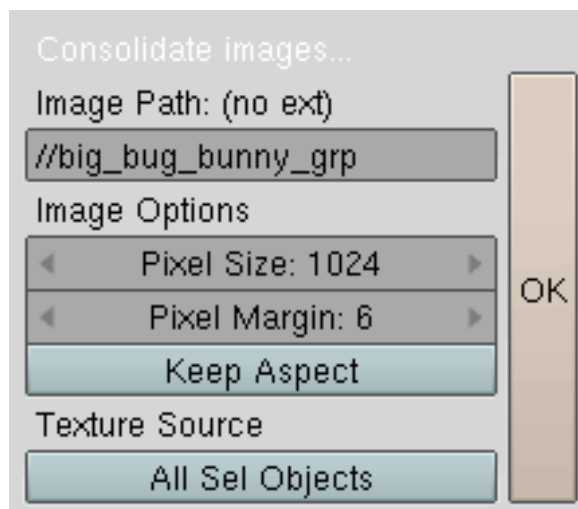 Consolidate images...
Image Path: (no ext)
//big_bug_bunny_grp
Image Options
Pixel Size: 1024
Pixel Margin: 6
Keep Aspect
Texture Source
All Sel Objects
OK